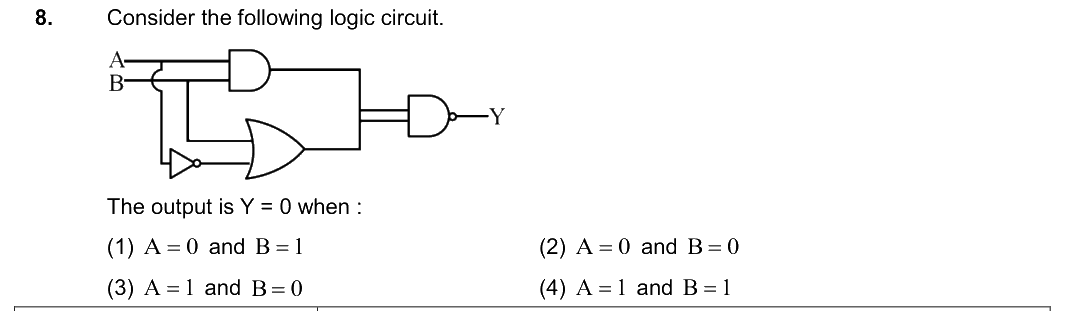 8. Consider the following logic circuit.
A
B
Y
The output is Y = 0 when :
(1) A = 0 and B = 1 (2) A = 0 and B = 0
(3) A = 1 and B = 0 (4) A = 1 and B = 1